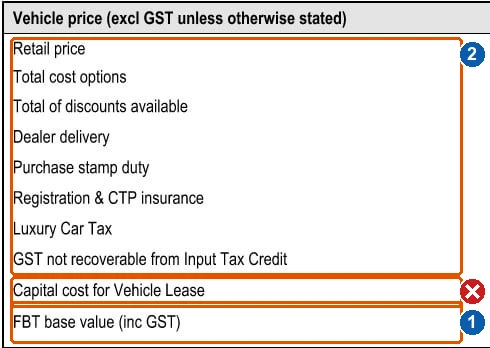 Vehicle price (excl GST unless otherwise stated)
Retail price
2
Total cost options
Total of discounts available
Dealer delivery
Purchase stamp duty
Registration & CTP insurance
Luxury Car Tax
GST not recoverable from Input Tax Credit
Capital cost for Vehicle Lease
FBT base value (inc GST)
1